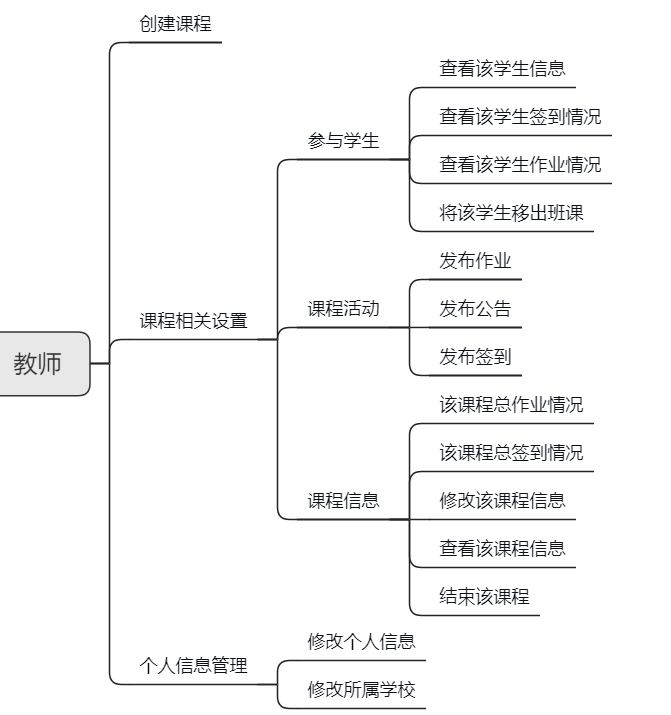 教师
创建课程
课程相关设置
参与学生
查看该学生信息
查看该学生签到情况
查看该学生作业情况
将该学生移出班课
课程活动
发布作业
发布公告
发布签到
课程信息
该课程总作业情况
该课程总签到情况
修改该课程信息
查看该课程信息
结束该课程
个人信息管理
修改个人信息
修改所属学校